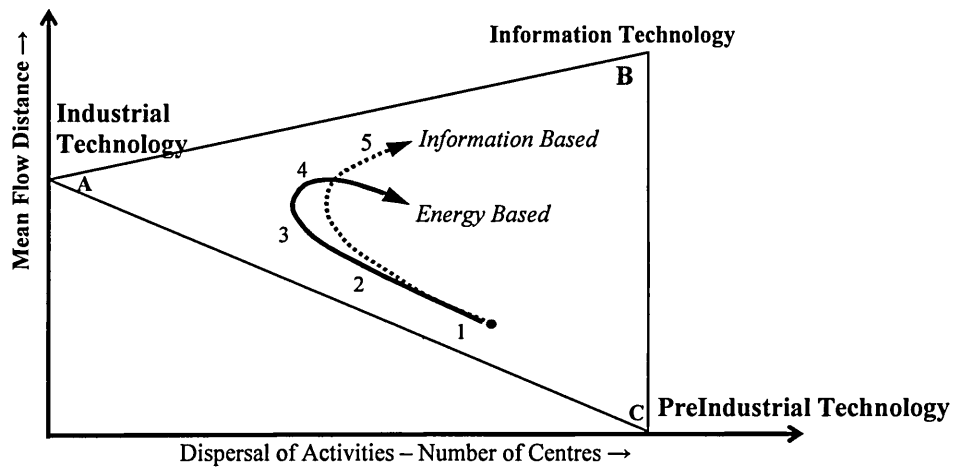 Mean Flow Distance →
Information Technology
B
Industrial
Technology
A
5
Information Based
4
Energy Based
3
2
1
C
PreIndustrial Technology
Dispersal of Activities – Number of Centres →